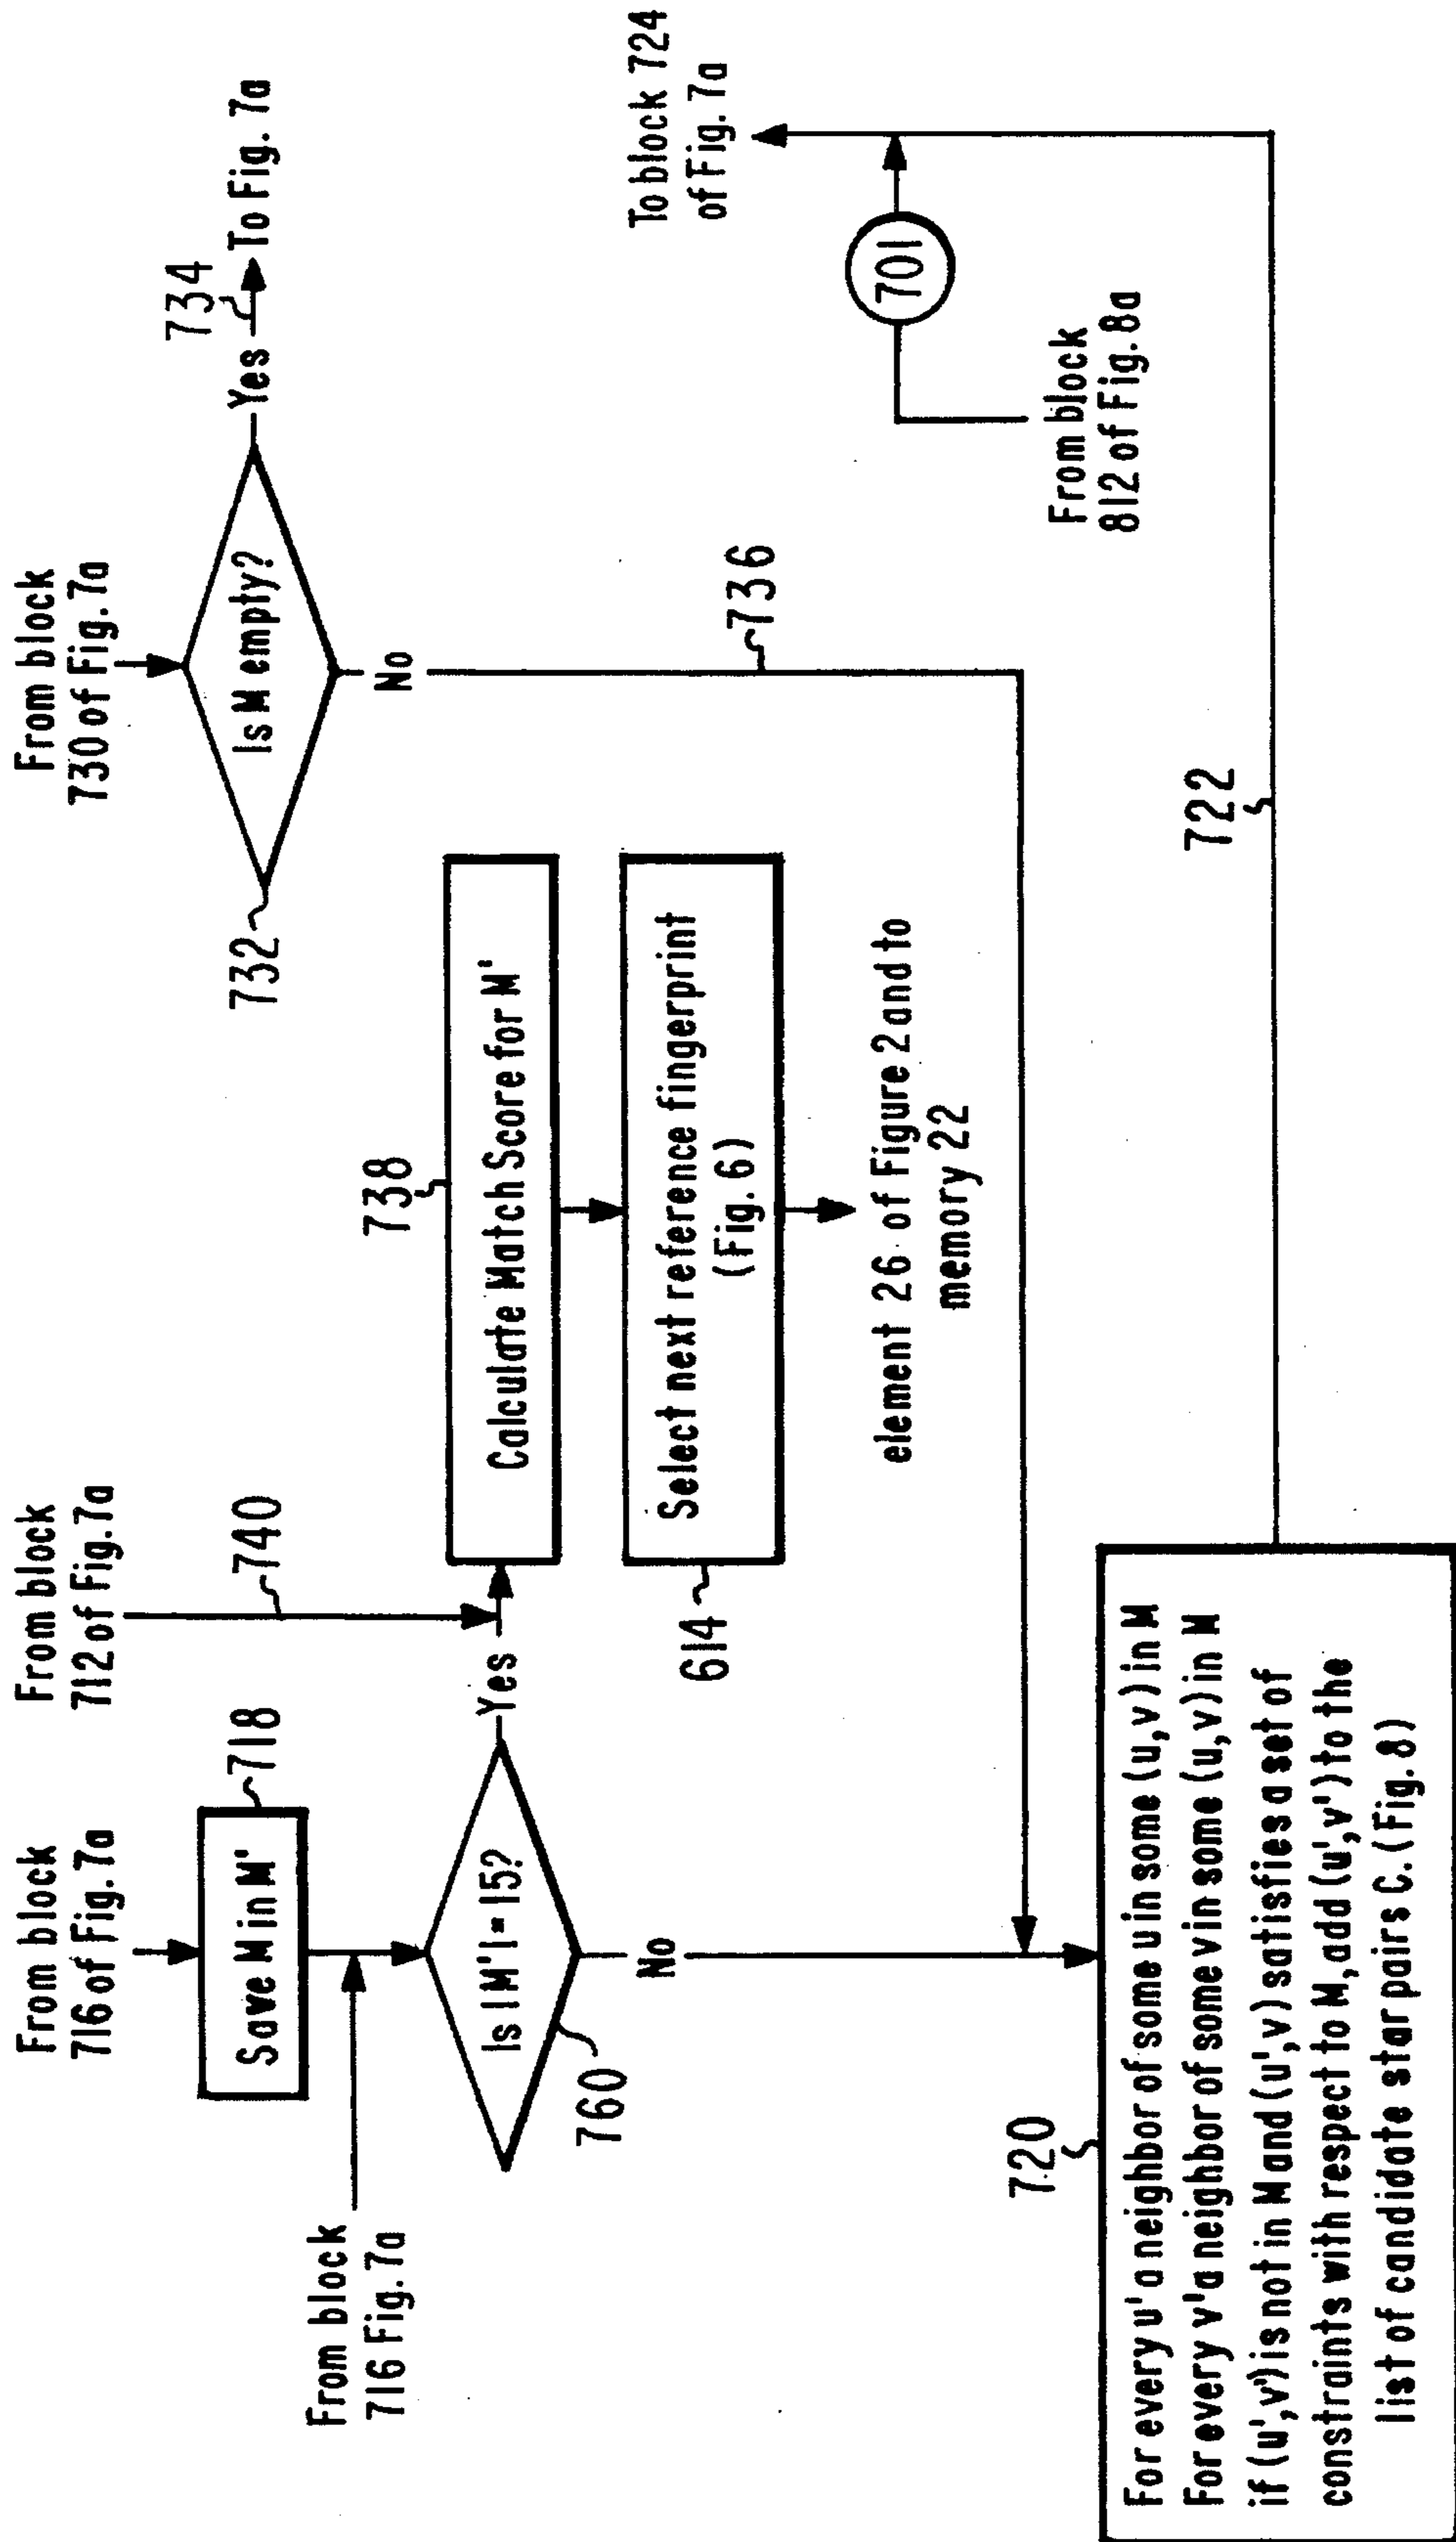 From block
716 of Fig. 7a
Save M in M'
718
From block
716 Fig. 7a
Is |M'| = 15?
760
Yes
No
From block
712 of Fig. 7a
740
738
Calculate Match Score for M'
614
Select next reference fingerprint
(Fig. 6)
element 26 of Figure 2 and to
memory 22
From block
730 of Fig. 7a
732
Is M empty?
Yes
734
To Fig. 7a
No
736
720
For every u' a neighbor of some u in some (u,v) in M
For every v' a neighbor of some v in some (u,v) in M
if (u',v') is not in M and (u',v) satisfies a set of
constraints with respect to M, add (u',v') to the
list of candidate star pairs C. (Fig. 8)
722
From block
812 of Fig. 8a
701
To block 724
of Fig. 7a